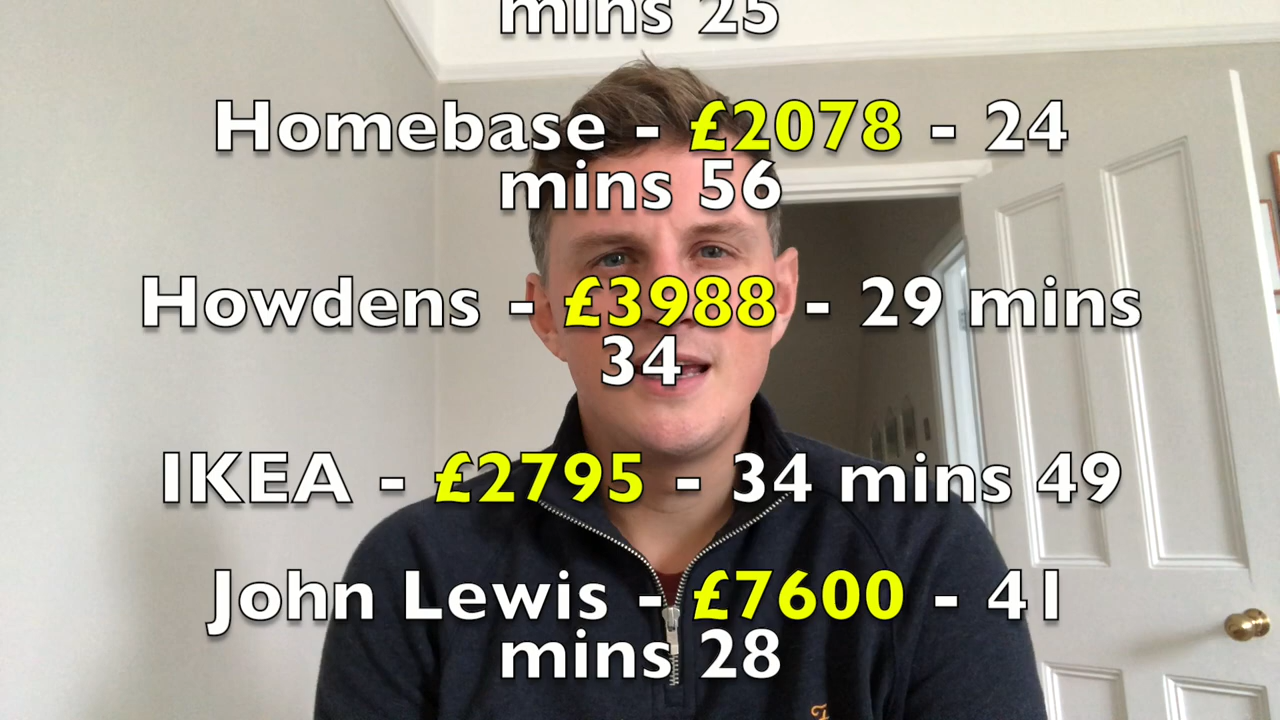 mins 25
Homebase - £2078 - 24
mins 56
Howdens - £3988 - 29 mins
34
IKEA - £2795 - 34 mins 49
John Lewis - £7600 - 41
mins 28